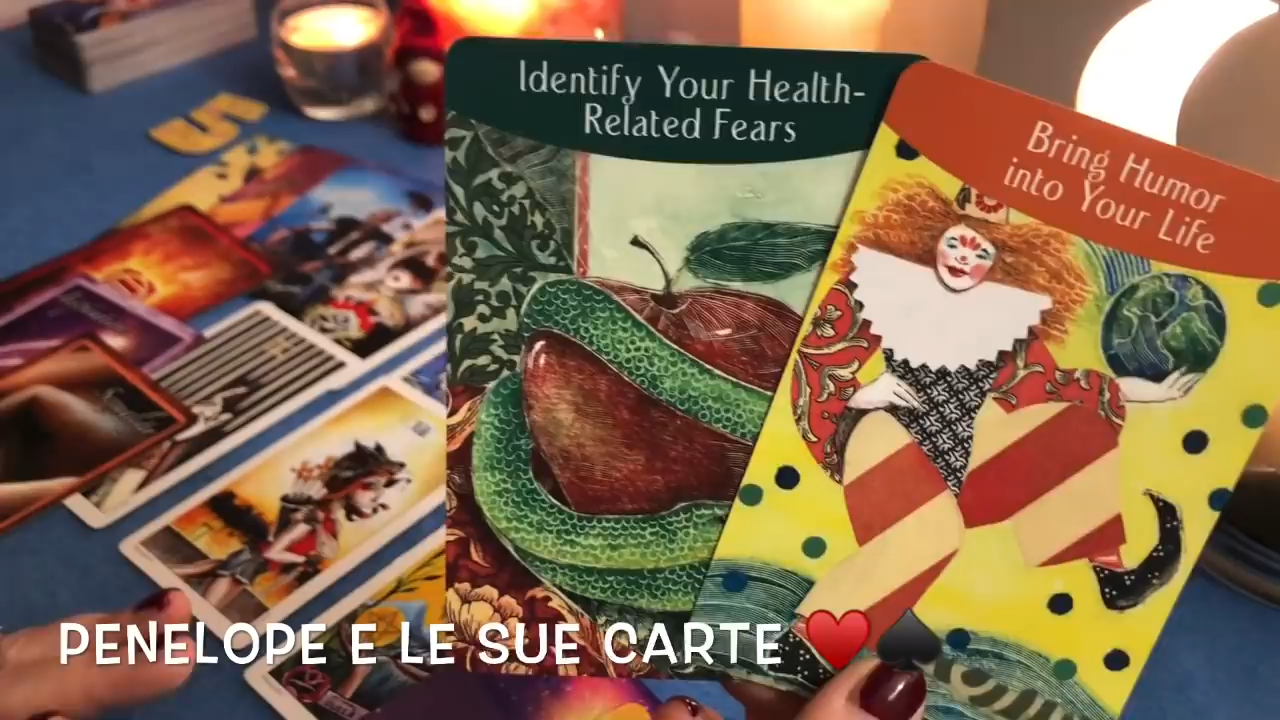 Identify Your Health-
Related Fears
Bring Humor
into Your Life
PENELOPE E LE SUE CARTE ♥️♠️